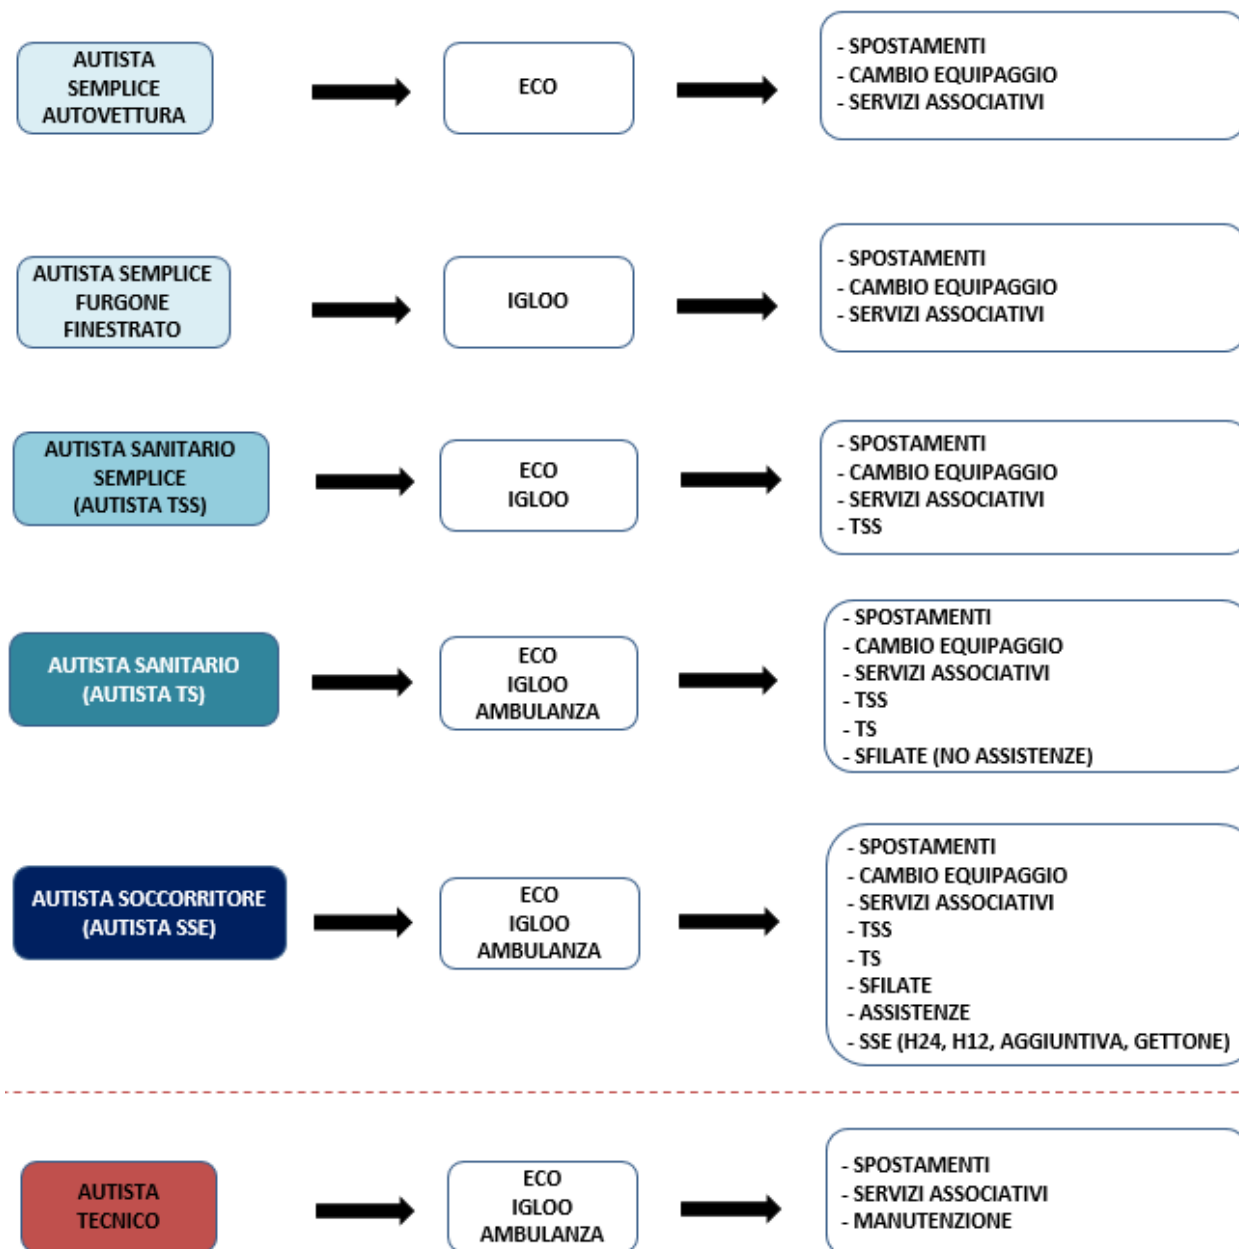 AUTISTA
SEMPLICE
AUTOVETTURA
ECO
- SPOSTAMENTI
- CAMBIO EQUIPAGGIO
- SERVIZI ASSOCIATIVI
AUTISTA SEMPLICE
FURGONE
FINESTRATO
IGLOO
- SPOSTAMENTI
- CAMBIO EQUIPAGGIO
- SERVIZI ASSOCIATIVI
AUTISTA SANITARIO
SEMPLICE
(AUTISTA TSS)
ECO
IGLOO
- SPOSTAMENTI
- CAMBIO EQUIPAGGIO
- SERVIZI ASSOCIATIVI
- TSS
AUTISTA SANITARIO
(AUTISTA TS)
ECO
IGLOO
AMBULANZA
- SPOSTAMENTI
- CAMBIO EQUIPAGGIO
- SERVIZI ASSOCIATIVI
- TSS
- TS
- SFILATE (NO ASSISTENZE)
AUTISTA SOCCORRITORE
(AUTISTA SSE)
ECO
IGLOO
AMBULANZA
- SPOSTAMENTI
- CAMBIO EQUIPAGGIO
- SERVIZI ASSOCIATIVI
- TSS
- TS
- SFILATE
- ASSISTENZE
- SSE (H24, H12, AGGIUNTIVA, GETTONE)
AUTISTA
TECNICO
ECO
IGLOO
AMBULANZA
- SPOSTAMENTI
- SERVIZI ASSOCIATIVI
- MANUTENZIONE